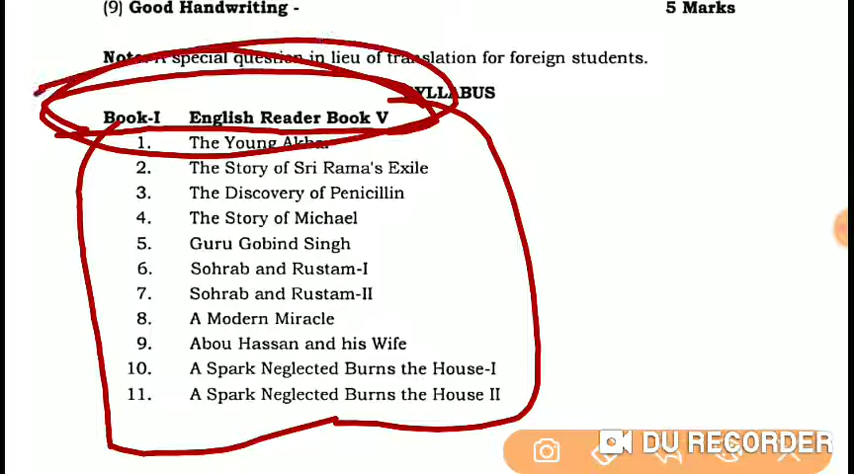 (9) Good Handwriting - 5 Marks
Note: A special question in lieu of translation for foreign students.
SYLLABUS
Book-I English Reader Book V
1. The Young Akbar
2. The Story of Sri Rama's Exile
3. The Discovery of Penicillin
4. The Story of Michael
5. Guru Gobind Singh
6. Sohrab and Rustam-I
7. Sohrab and Rustam-II
8. A Modern Miracle
9. Abou Hassan and his Wife
10. A Spark Neglected Burns the House-I
11. A Spark Neglected Burns the House II
DU RECORDER